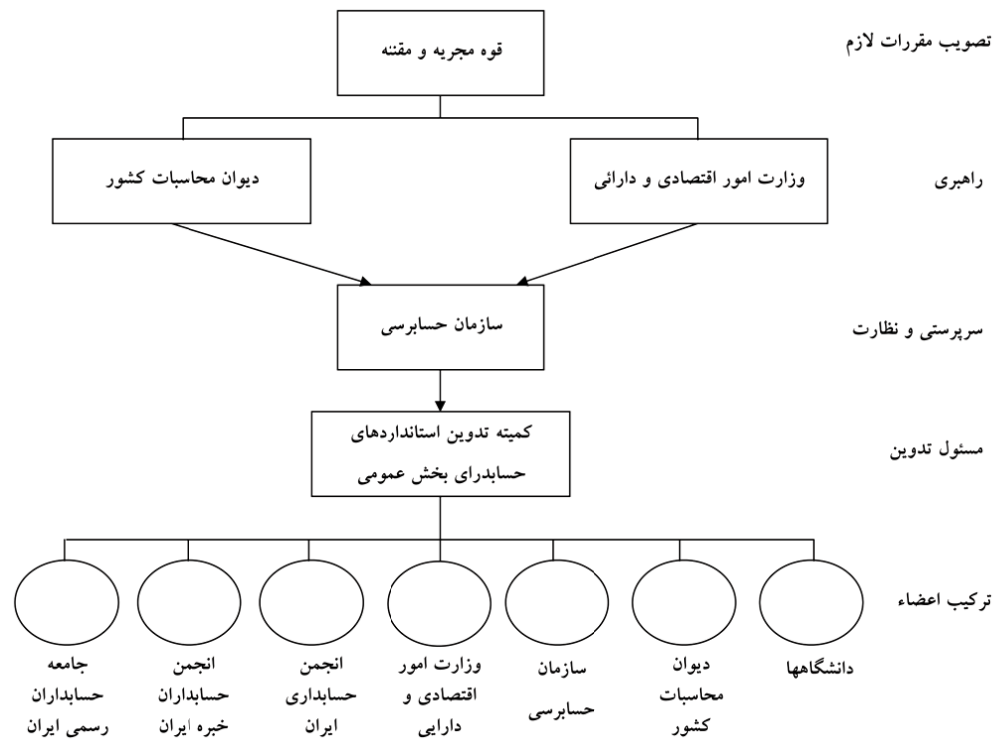 تصویب مقررات لازم
قوه مجریه و مقننه
راهبری
وزارت امور اقتصادی و دارائی
دیوان محاسبات کشور
سرپرستی و نظارت
سازمان حسابرسی
مسئول تدوین
کمیته تدوین استانداردهای
حسابدرای بخش عمومی
ترکیب اعضاء
دانشگاهها
دیوان
محاسبات
کشور
سازمان
حسابرسی
وزارت امور
اقتصادی و
دارایی
انجمن
حسابداری
ایران
انجمن
حسابداران
خبره ایران
جامعه
حسابداران
رسمی ایران